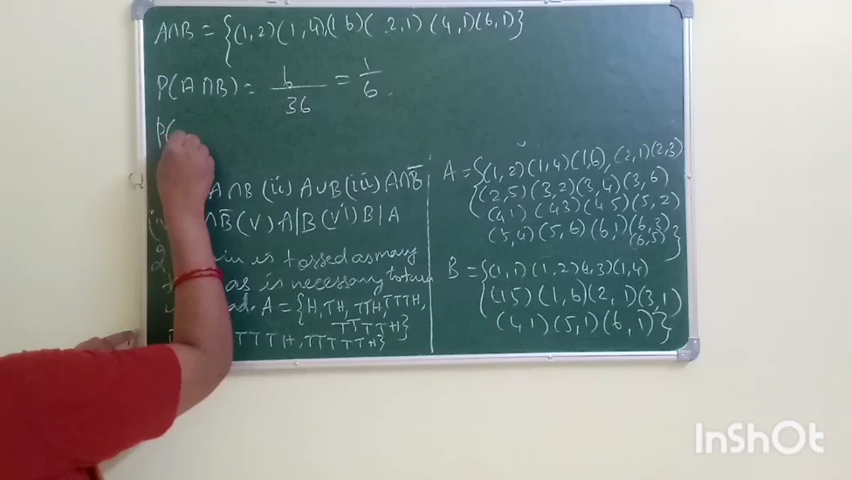 A∩B = {(1,2)(1,4)(1 6)( 2,1) (4,1)(6,1)}
P(A∩B) = 6/36 = 1/6.
P(
A∩B (ii) A∪B (iii) A∩B̅
∩B̅ (V) A|B (vi) B|A
in is tossed as many
as is necessary to turn
A = {H, TH, TTH, TTTH,
TTTTH}
TTTH, TTTTTH}
A = {(1,2)(1,4)(1,6),(2,1)(2,3)
(2,5)(3,2)(3,4)(3,6)
(4 1) (4 3) (4 5)(5,2)
(5,4)(5,6)(6,1)(6,3)
(6,5)}
B = {(1,1)(1,2)(1,3)(1,4)
(1 5)(1,6)(2,1)(3,1)
(4 1)(5,1)(6,1)}
InShOt